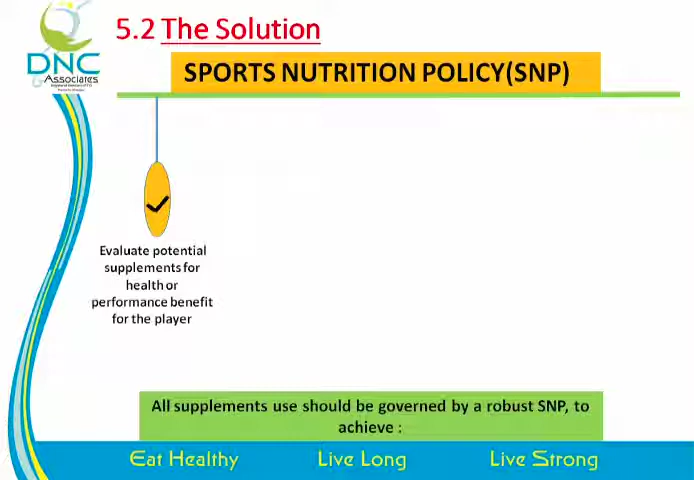 5.2 The Solution
DNC
Associates
SPORTS NUTRITION POLICY(SNP)
Evaluate potential
supplements for
health or
performance benefit
for the player
All supplements use should be governed by a robust SNP, to
achieve :
Eat Healthy Live Long Live Strong